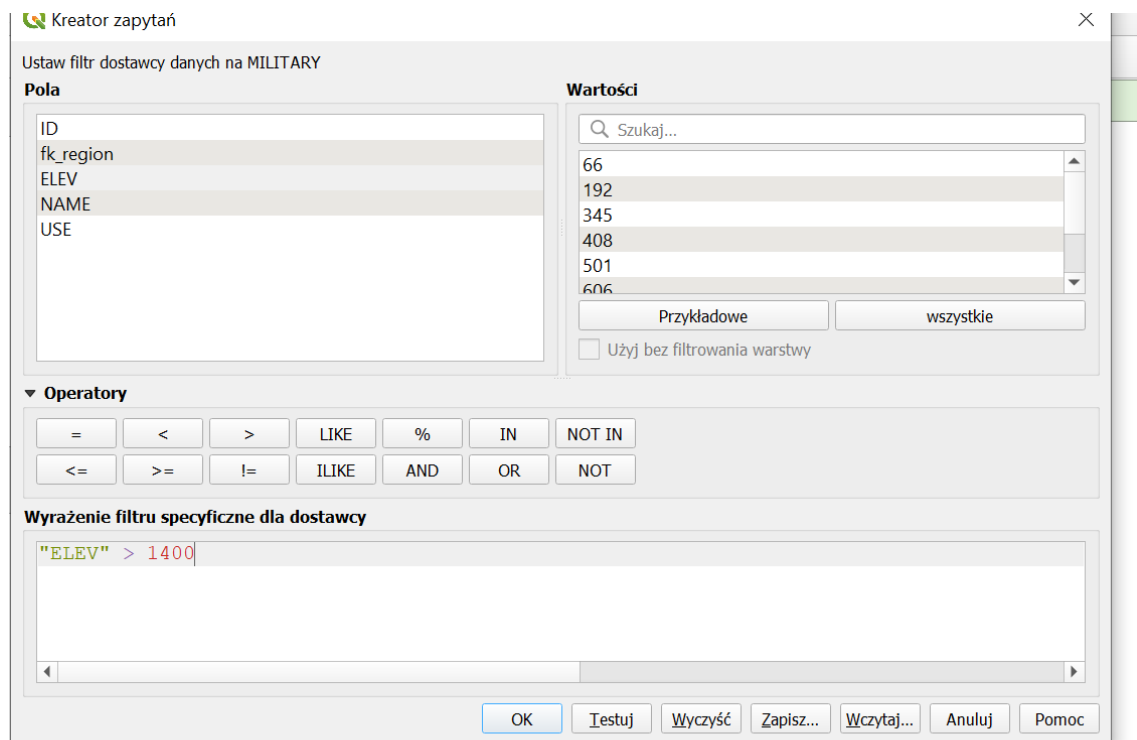 Kreator zapytań
Ustaw filtr dostawcy danych na MILITARY
Pola
ID
fk_region
ELEV
NAME
USE
Wartości
Szukaj...
66
192
345
408
501
606
Przykładowe wszystkie
Użyj bez filtrowania warstwy
Operatory
= < > LIKE % IN NOT IN
<= >= != ILIKE AND OR NOT
Wyrażenie filtru specyficzne dla dostawcy
"ELEV" > 1400
OK Testuj Wyczyść Zapisz... Wczytaj... Anuluj Pomoc